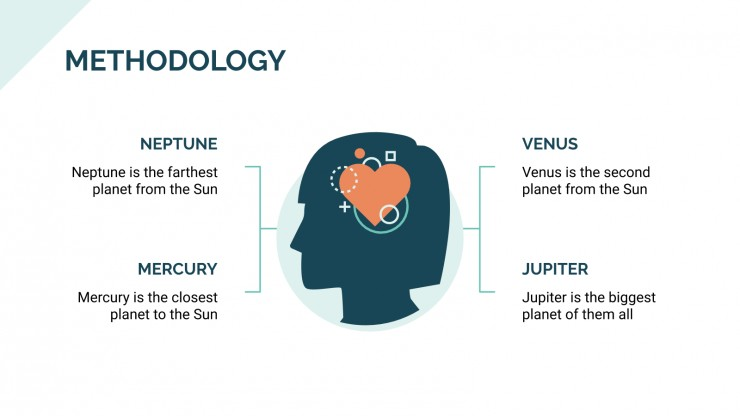 METHODOLOGY
NEPTUNE
Neptune is the farthest
planet from the Sun
MERCURY
Mercury is the closest
planet to the Sun
VENUS
Venus is the second
planet from the Sun
JUPITER
Jupiter is the biggest
planet of them all